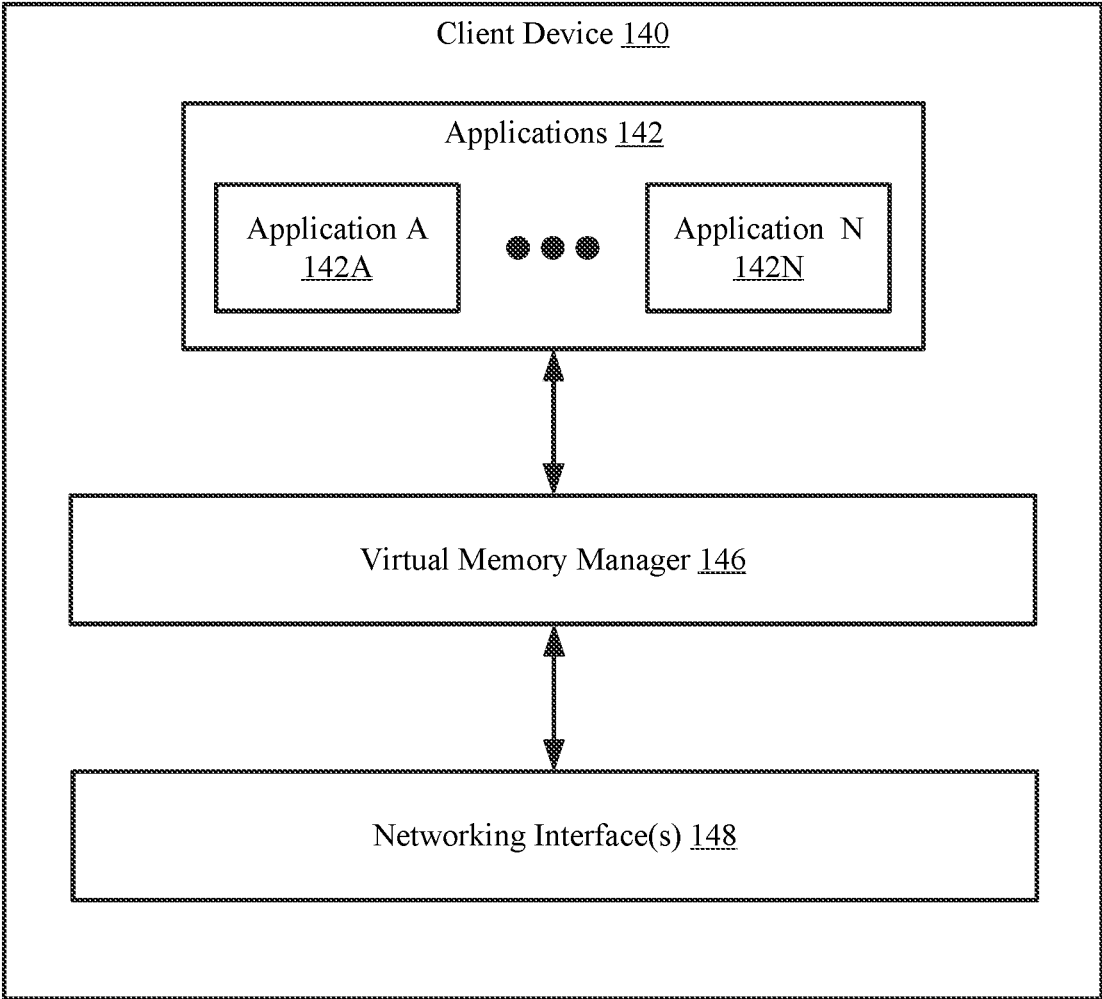 Client Device 140
Applications 142
Application A
142A
Application N
142N
Virtual Memory Manager 146
Networking Interface(s) 148